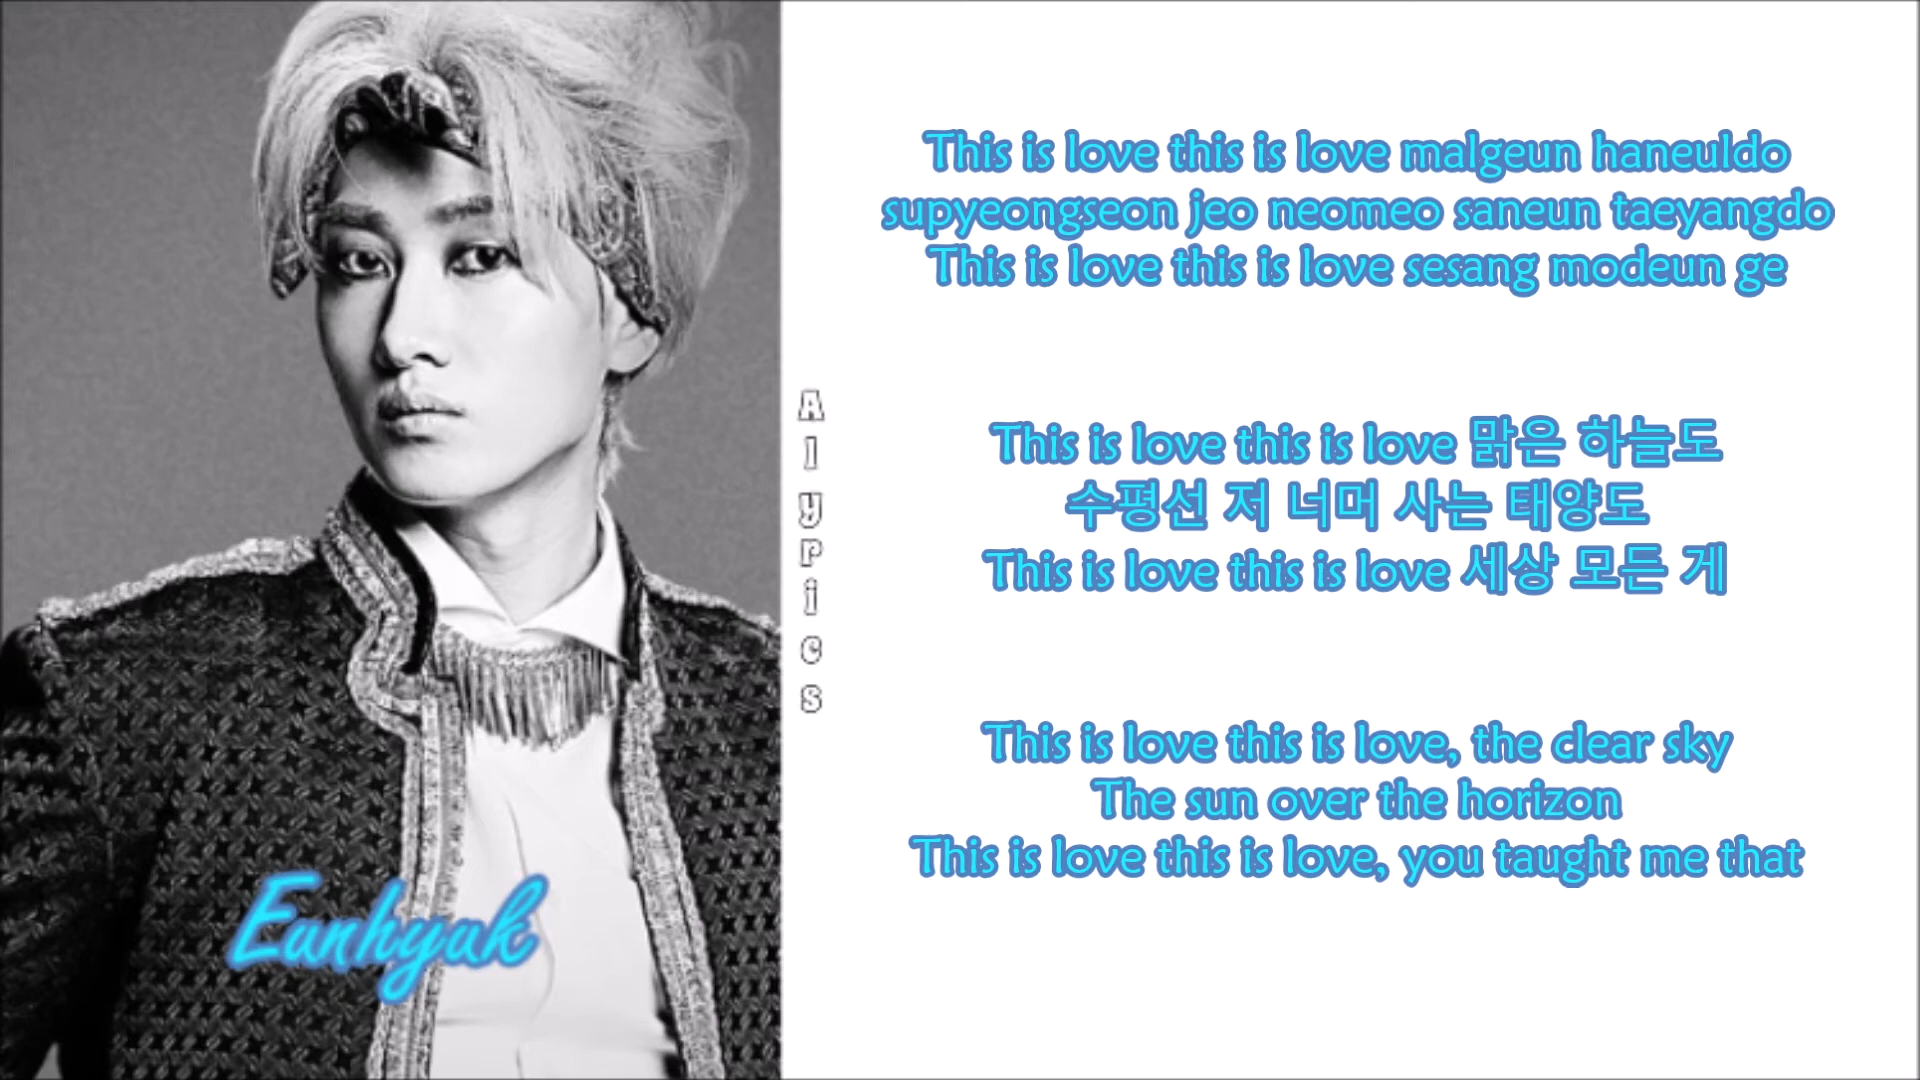 This is love this is love malgeun haneuldo
supyeongseon jeo neomeo saneun taeyangdo
This is love this is love sesang modeun ge
This is love this is love 맑은 하늘도
수평선 저 너머 사는 태양도
This is love this is love 세상 모든 게
This is love this is love, the clear sky
The sun over the horizon
This is love this is love, you taught me that
Alypics
Eunhyuk